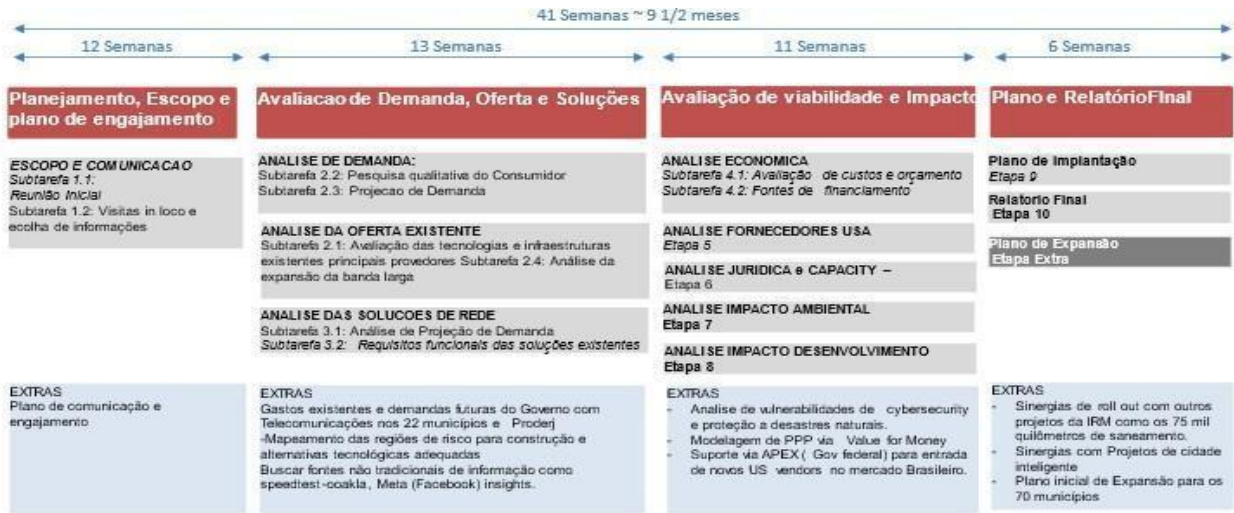 41 Semanas ~ 9 1/2 meses
12 Semanas
13 Semanas
11 Semanas
6 Semanas
Planejamento, Escopo e
plano de engajamento
Avaliacao de Demanda, Oferta e Soluções
Avaliação de viabilidade e Impacto
Plano e Relatório FInal
ESCOPO E COMUNICACAO
Subtarefa 1.1:
Reunião Inicial
Subtarefa 1.2: Visitas in loco e
ecolha de informações
ANALISE DE DEMANDA:
Subtarefa 2.2: Pesquisa qualitativa do Consumidor
Subtarefa 2.3: Projecao de Demanda
ANALISE DA OFERTA EXISTENTE
Subtarefa 2.1: Avaliação das tecnologias e infraestruturas
existentes principais provedores Subtarefa 2.4: Análise da
expansão da banda larga
ANALISE DAS SOLUCOES DE REDE
Subtarefa 3.1: Análise de Projeção de Demanda
Subtarefa 3.2: Requisitos funcionais das soluções existentes
ANALISE ECONOMICA
Subtarefa 4.1: Avaliação de custos e orçamento
Subtarefa 4.2: Fontes de financiamento
ANALISE FORNECEDORES USA
Etapa 5
ANALISE JURIDICA e CAPACITY –
Etapa 6
ANALISE IMPACTO AMBIENTAL
Etapa 7
ANALISE IMPACTO DESENVOLVIMENTO
Etapa 8
Plano de Implantação
Etapa 9
Relatorio Final
Etapa 10
Plano de Expansão
Etapa Extra
EXTRAS
Plano de comunicação e
engajamento
EXTRAS
Gastos existentes e demandas futuras do Governo com
Telecomunicações nos 22 municípios e Proderj
-Mapeamento das regiões de risco para construção e
alternativas tecnológicas adequadas
Buscar fontes não tradicionais de informação como
speedtest-ooakla, Meta (Facebook) insights.
EXTRAS
- Analise de vulnerabilidades de cybersecurity
e proteção a desastres naturais.
- Modelagem de PPP via Value for Money
- Suporte via APEX ( Gov federal) para entrada
de novos US vendors no mercado Brasileiro.
EXTRAS
- Sinergias de roll out com outros
projetos da IRM como os 75 mil
quilômetros de saneamento.
- Sinergias com Projetos de cidade
inteligente
- Plano inicial de Expansão para os
70 municípios